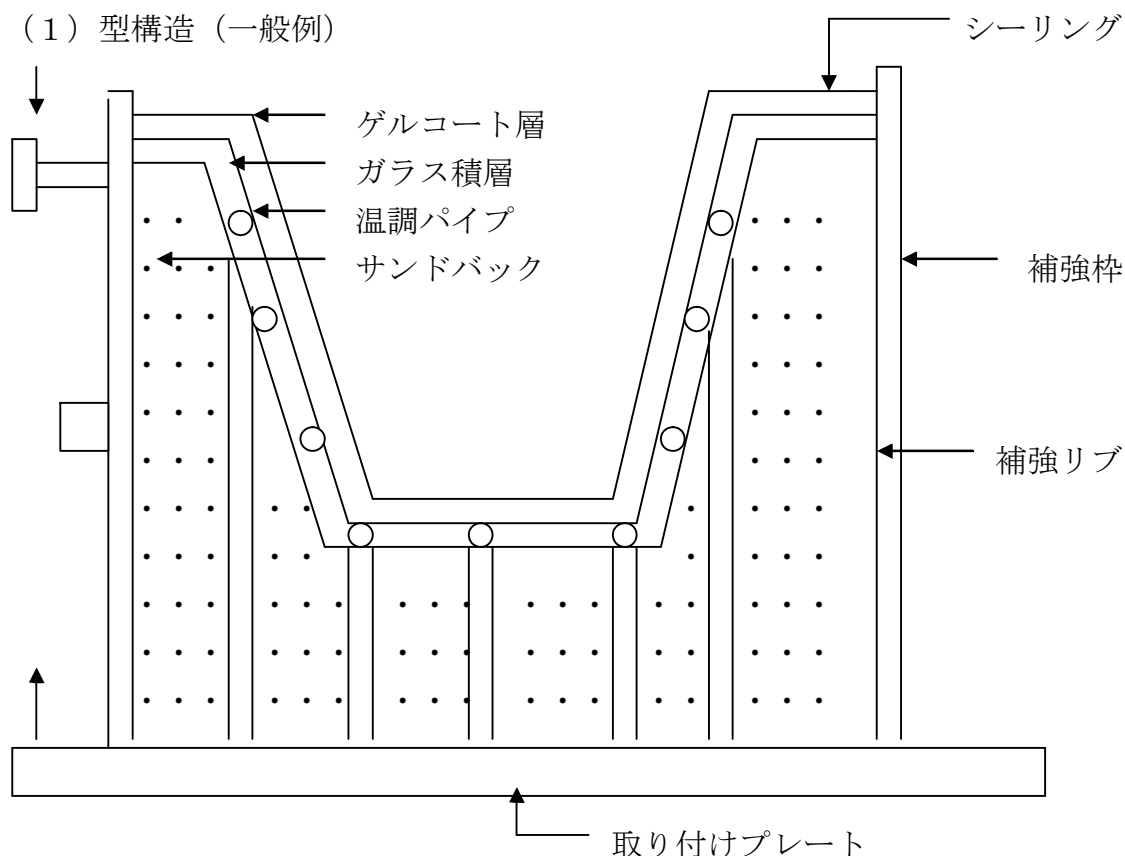 (1)型構造(一般例)
シーリング
ゲルコート層
ガラス積層
温調パイプ
サンドバック
補強枠
補強リブ
取り付けプレート